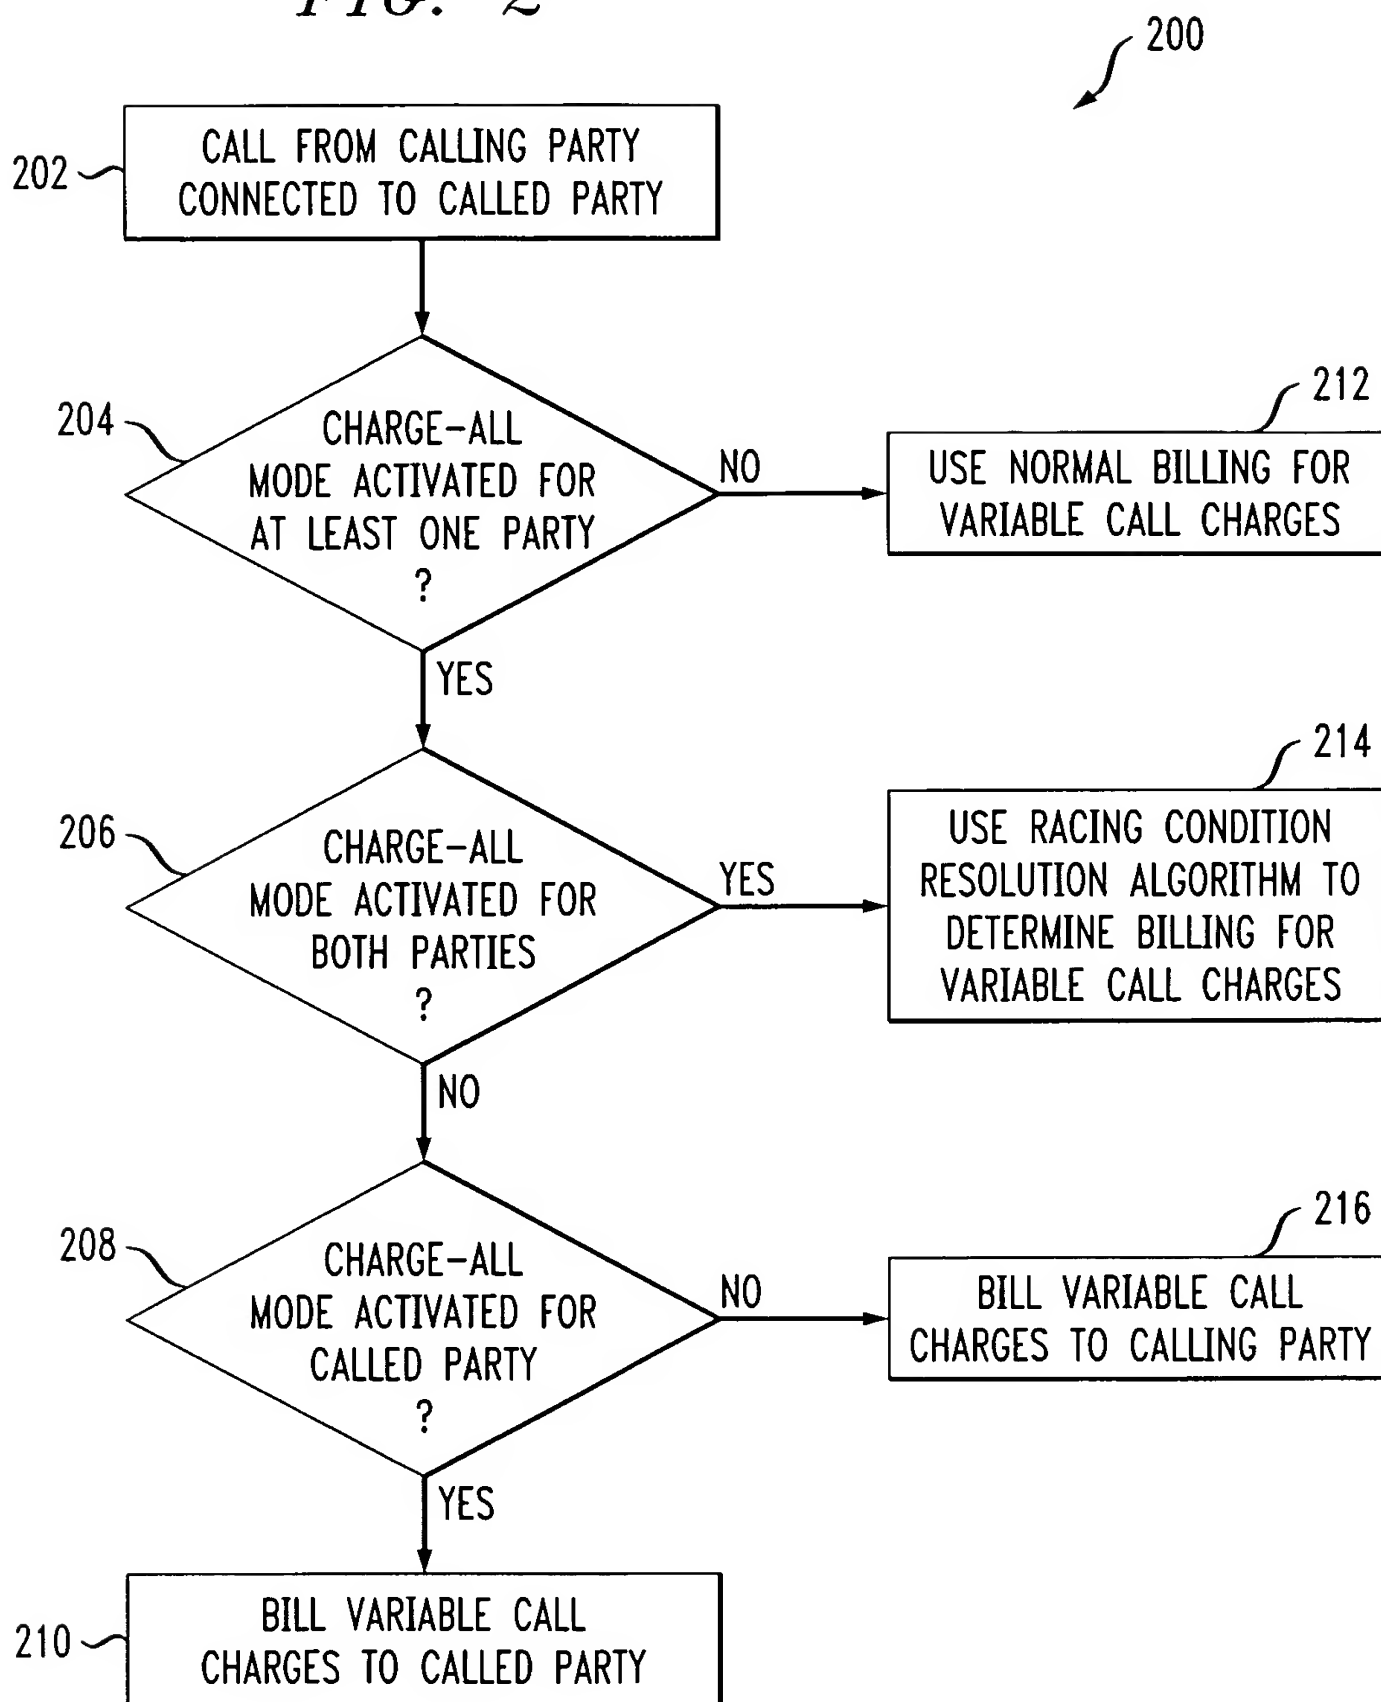 FIG. 2
200
202
CALL FROM CALLING PARTY
CONNECTED TO CALLED PARTY
204
CHARGE-ALL
MODE ACTIVATED FOR
AT LEAST ONE PARTY
?
NO
212
USE NORMAL BILLING FOR
VARIABLE CALL CHARGES
YES
206
CHARGE-ALL
MODE ACTIVATED FOR
BOTH PARTIES
?
YES
214
USE RACING CONDITION
RESOLUTION ALGORITHM TO
DETERMINE BILLING FOR
VARIABLE CALL CHARGES
NO
208
CHARGE-ALL
MODE ACTIVATED FOR
CALLED PARTY
?
NO
216
BILL VARIABLE CALL
CHARGES TO CALLING PARTY
YES
210
BILL VARIABLE CALL
CHARGES TO CALLED PARTY